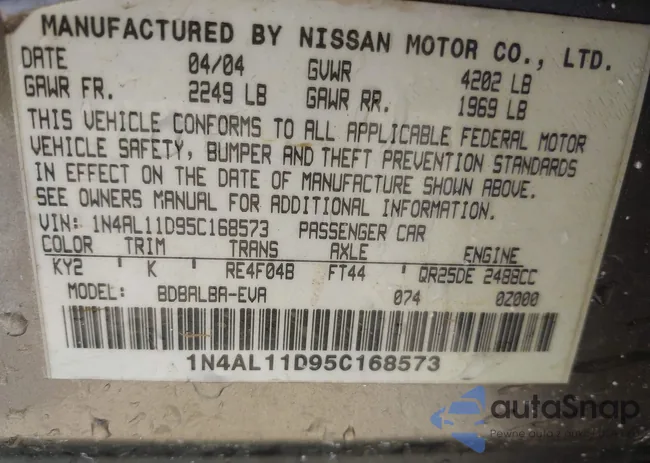 MANUFACTURED BY NISSAN MOTOR CO., LTD.
DATE 04/04 GVWR 4202 LB
GAWR FR. 2249 LB GAWR RR. 1969 LB
THIS VEHICLE CONFORMS TO ALL APPLICABLE FEDERAL MOTOR
VEHICLE SAFETY, BUMPER AND THEFT PREVENTION STANDARDS
IN EFFECT ON THE DATE OF MANUFACTURE SHOWN ABOVE.
SEE OWNERS MANUAL FOR ADDITIONAL INFORMATION.
VIN: 1N4AL11D95C168573 PASSENGER CAR
COLOR TRIM TRANS AXLE ENGINE
KY2 K RE4F04B FT44 QR25DE 2488CC
MODEL: BDBALBA-EVA 074 0Z000
1N4AL11D95C168573
autoSnap
Pewne auta